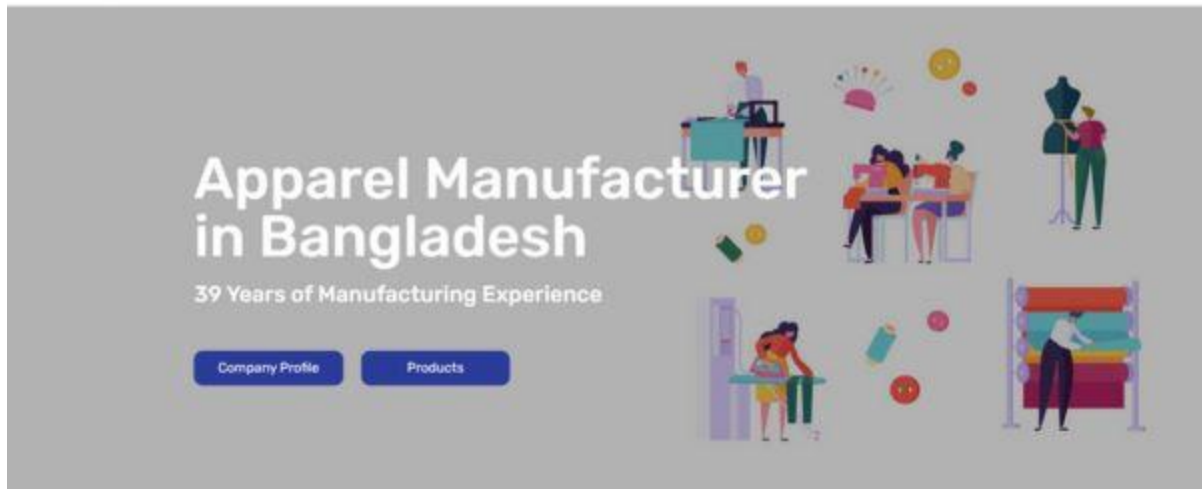 Apparel Manufacturer
in Bangladesh
39 Years of Manufacturing Experience
Company Profile
Products